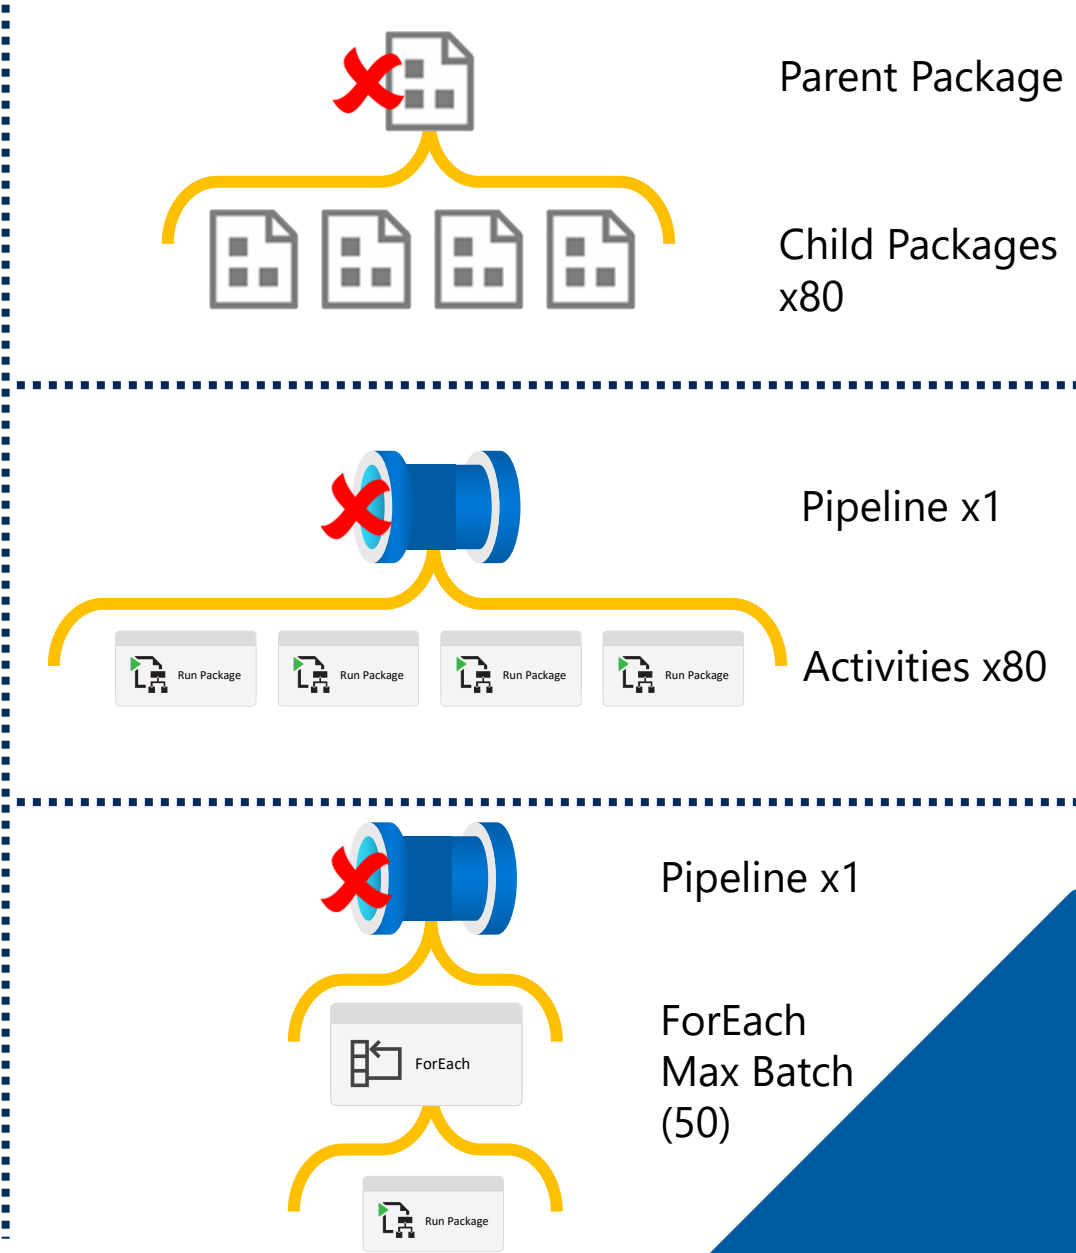 Parent Package
Child Packages
x80
Pipeline x1
Run Package
Run Package
Run Package
Run Package
Activities x80
Pipeline x1
ForEach
ForEach
Max Batch
(50)
Run Package